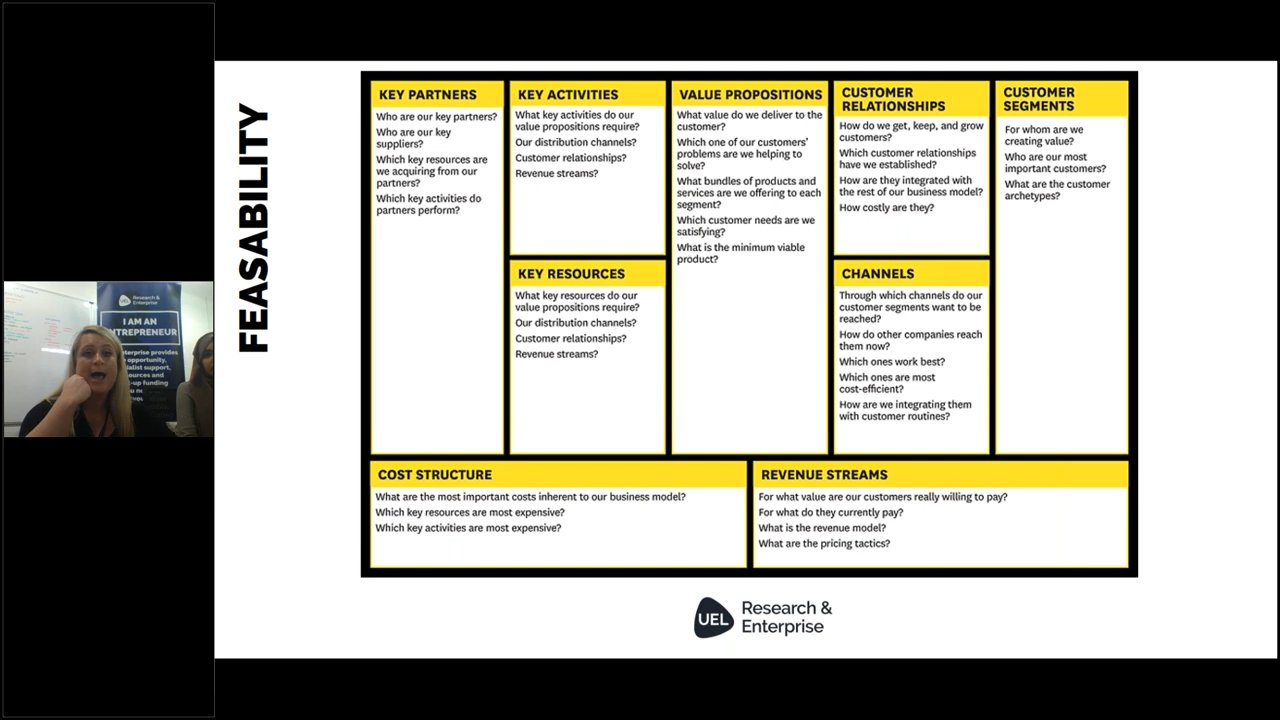 FEASABILITY
KEY PARTNERS
Who are our key partners?
Who are our key
suppliers?
Which key resources are
we acquiring from our
partners?
Which key activities do
partners perform?
KEY ACTIVITIES
What key activities do our
value propositions require?
Our distribution channels?
Customer relationships?
Revenue streams?
KEY RESOURCES
What key resources do our
value propositions require?
Our distribution channels?
Customer relationships?
Revenue streams?
VALUE PROPOSITIONS
What value do we deliver to the
customer?
Which one of our customers'
problems are we helping to
solve?
What bundles of products and
services are we offering to each
segment?
Which customer needs are we
satisfying?
What is the minimum viable
product?
CUSTOMER
RELATIONSHIPS
How do we get, keep, and grow
customers?
Which customer relationships
have we established?
How are they integrated with
the rest of our business model?
How costly are they?
CHANNELS
Through which channels do our
customer segments want to be
reached?
How do other companies reach
them now?
Which ones work best?
Which ones are most
cost-efficient?
How are we integrating them
with customer routines?
CUSTOMER
SEGMENTS
For whom are we
creating value?
Who are our most
important customers?
What are the customer
archetypes?
COST STRUCTURE
What are the most important costs inherent to our business model?
Which key resources are most expensive?
Which key activities are most expensive?
REVENUE STREAMS
For what value are our customers really willing to pay?
For what do they currently pay?
What is the revenue model?
What are the pricing tactics?
UEL
Research &
Enterprise
UEL
Research &
Enterprise
I AM AN
NTREPRENEUR
terprise provides
opportunity,
alist support,
ources and
-up funding